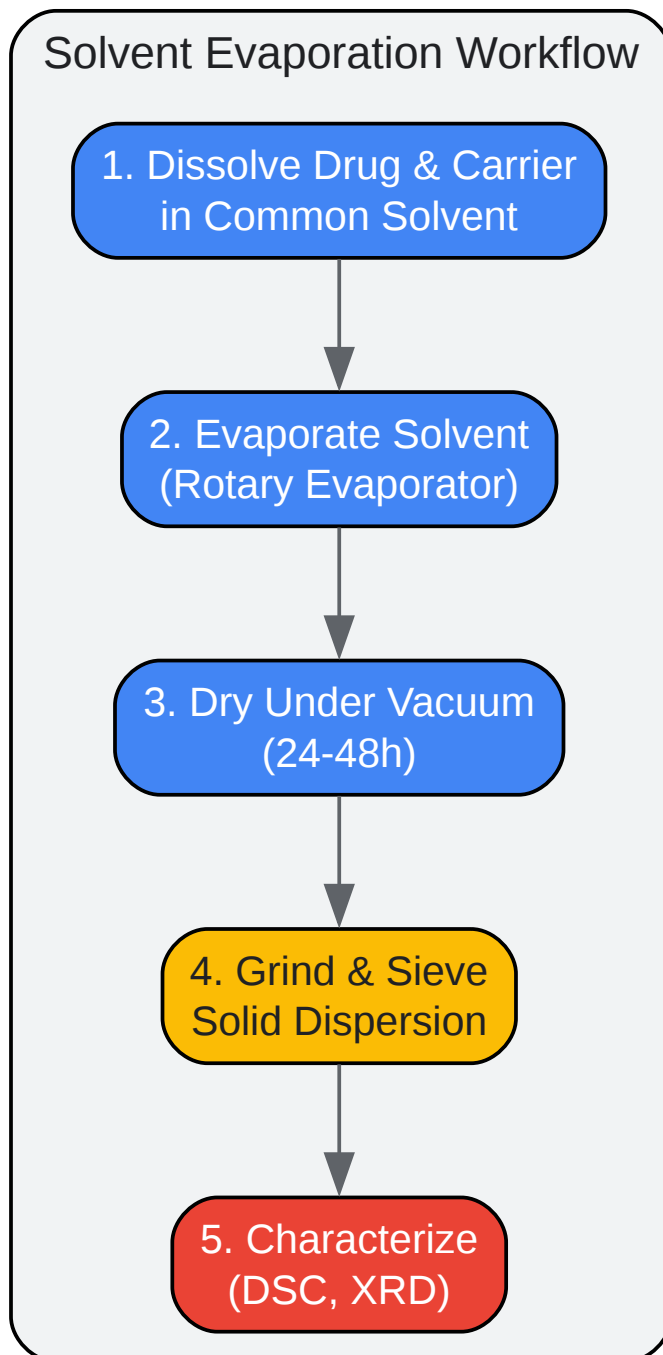 Solvent Evaporation Workflow
1. Dissolve Drug & Carrier
in Common Solvent
2. Evaporate Solvent
(Rotary Evaporator)
3. Dry Under Vacuum
(24-48h)
4. Grind & Sieve
Solid Dispersion
5. Characterize
(DSC, XRD)